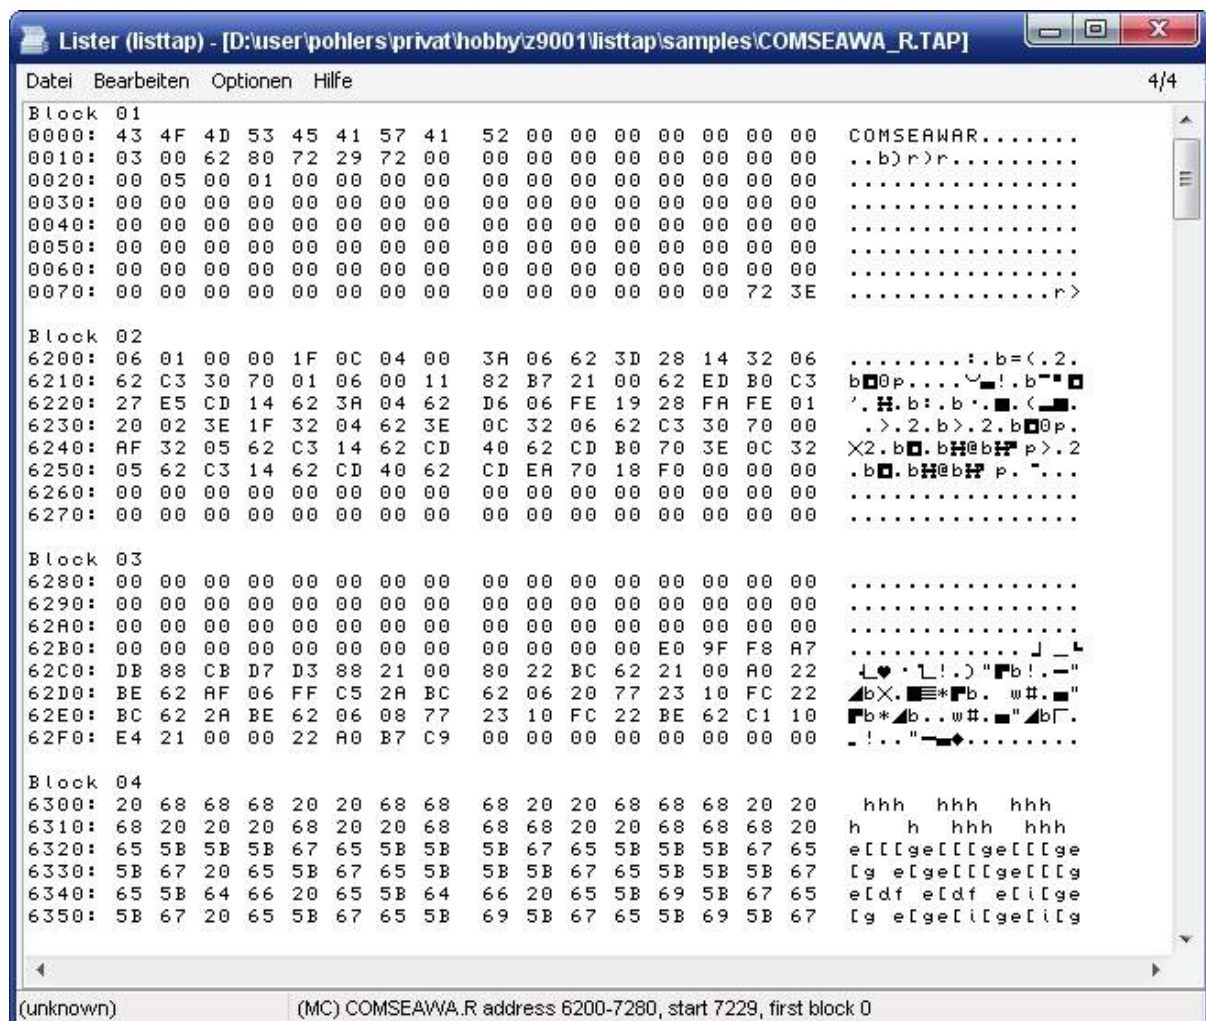 Lister (listtap) - [D:\user\pohlers\privat\hobby\z9001\listtap\samples\COMSEAWA_R.TAP]
Datei Bearbeiten Optionen Hilfe 4/4
Block 01
0000: 43 4F 4D 53 45 41 57 41 52 00 00 00 00 00 00 00 COMSEAWAR.......
0010: 03 00 62 80 72 29 72 00 00 00 00 00 00 00 00 00 ..b)r)r.........
0020: 00 05 00 01 00 00 00 00 00 00 00 00 00 00 00 00 ................
0030: 00 00 00 00 00 00 00 00 00 00 00 00 00 00 00 00 ................
0040: 00 00 00 00 00 00 00 00 00 00 00 00 00 00 00 00 ................
0050: 00 00 00 00 00 00 00 00 00 00 00 00 00 00 00 00 ................
0060: 00 00 00 00 00 00 00 00 00 00 00 00 00 00 00 00 ................
0070: 00 00 00 00 00 00 00 00 00 00 00 00 00 00 72 3E ..............r>
Block 02
6200: 06 01 00 00 1F 0C 04 00 3A 06 62 3D 28 14 32 06 ........:.b=(.2.
6210: 62 C3 30 70 01 06 00 11 82 B7 21 00 62 ED B0 C3
6220: 27 E5 CD 14 62 3A 04 62 D6 06 FE 19 28 FA FE 01
6230: 20 02 3E 1F 32 04 62 3E 0C 32 06 62 C3 30 70 00
6240: AF 32 05 62 C3 14 62 CD 40 62 CD B0 70 3E 0C 32
6250: 05 62 C3 14 62 CD 40 62 CD EA 70 18 F0 00 00 00
6260: 00 00 00 00 00 00 00 00 00 00 00 00 00 00 00 00 ................
6270: 00 00 00 00 00 00 00 00 00 00 00 00 00 00 00 00 ................
Block 03
6280: 00 00 00 00 00 00 00 00 00 00 00 00 00 00 00 00 ................
6290: 00 00 00 00 00 00 00 00 00 00 00 00 00 00 00 00 ................
62A0: 00 00 00 00 00 00 00 00 00 00 00 00 00 00 00 00 ................
62B0: 00 00 00 00 00 00 00 00 00 00 00 00 E0 9F F8 A7
62C0: DB 88 CB D7 D3 88 21 00 80 22 BC 62 21 00 A0 22
62D0: BE 62 AF 06 FF C5 2A BC 62 06 20 77 23 10 FC 22
62E0: BC 62 2A BE 62 06 08 77 23 10 FC 22 BE 62 C1 10
62F0: E4 21 00 00 22 A0 B7 C9 00 00 00 00 00 00 00 00
Block 04
6300: 20 68 68 68 20 20 68 68 68 20 20 68 68 68 20 20 hhh  hhh  hhh
6310: 68 20 20 20 68 20 20 68 68 68 20 20 68 68 68 20 h   h  hhh  hhh
6320: 65 5B 5B 5B 67 65 5B 5B 5B 67 65 5B 5B 5B 67 65 e[[[ge[[[ge[[[ge
6330: 5B 67 20 65 5B 67 65 5B 5B 5B 67 65 5B 5B 5B 67 [g e[ge[[[ge[[[g
6340: 65 5B 64 66 20 65 5B 64 66 20 65 5B 69 5B 67 65 e[df e[df e[i[ge
6350: 5B 67 20 65 5B 67 65 5B 69 5B 67 65 5B 69 5B 67 [g e[ge[i[ge[i[g
(unknown) (MC) COMSEAWA.R address 6200-7280, start 7229, first block 0